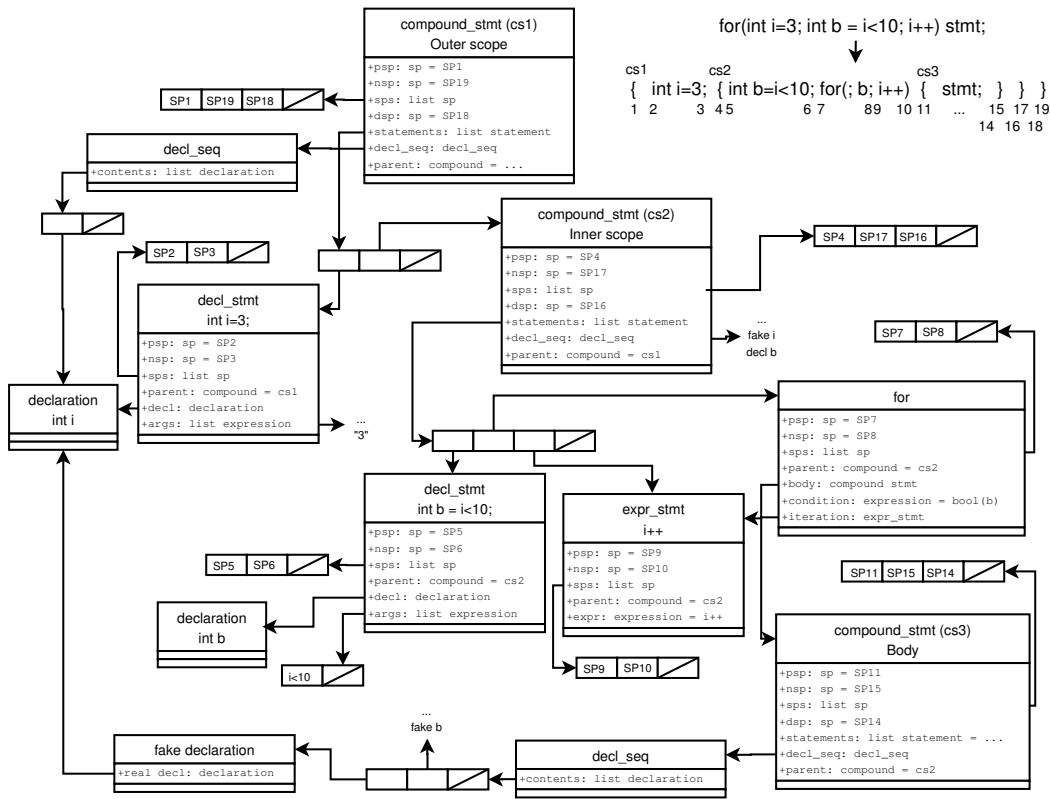 for(int i=3; int b = i<10; i++) stmt;
cs1 cs2 cs3
{ int i=3; { int b=i<10; for(; b; i++) { stmt; } } }
1 2 3 4 5 6 7 8 9 10 11 ... 15 17 19
14 16 18
compound_stmt (cs1)
Outer scope
+psp: sp = SP1
+nsp: sp = SP19
+sps: list sp
+dsp: sp = SP18
+statements: list statement
+decl_seq: decl_seq
+parent: compound = ...
SP1 SP19 SP18
decl_seq
+contents: list declaration
SP2 SP3
decl_stmt
int i=3;
+psp: sp = SP2
+nsp: sp = SP3
+sps: list sp
+parent: compound = cs1
+decl: declaration
+args: list expression
...
"3"
declaration
int i
compound_stmt (cs2)
Inner scope
+psp: sp = SP4
+nsp: sp = SP17
+sps: list sp
+dsp: sp = SP16
+statements: list statement
+decl_seq: decl_seq
+parent: compound = cs1
SP4 SP17 SP16
...
fake i
decl b
SP7 SP8
for
+psp: sp = SP7
+nsp: sp = SP8
+sps: list sp
+parent: compound = cs2
+body: compound stmt
+condition: expression = bool(b)
+iteration: expr_stmt
decl_stmt
int b = i<10;
+psp: sp = SP5
+nsp: sp = SP6
+sps: list sp
+parent: compound = cs2
+decl: declaration
+args: list expression
SP5 SP6
declaration
int b
i<10
expr_stmt
i++
+psp: sp = SP9
+nsp: sp = SP10
+sps: list sp
+parent: compound = cs2
+expr: expression = i++
SP9 SP10
SP11 SP15 SP14
compound_stmt (cs3)
Body
+psp: sp = SP11
+nsp: sp = SP15
+sps: list sp
+dsp: sp = SP14
+statements: list statement = ...
+decl_seq: decl_seq
+parent: compound = cs2
...
fake b
fake declaration
+real decl: declaration
decl_seq
+contents: list declaration